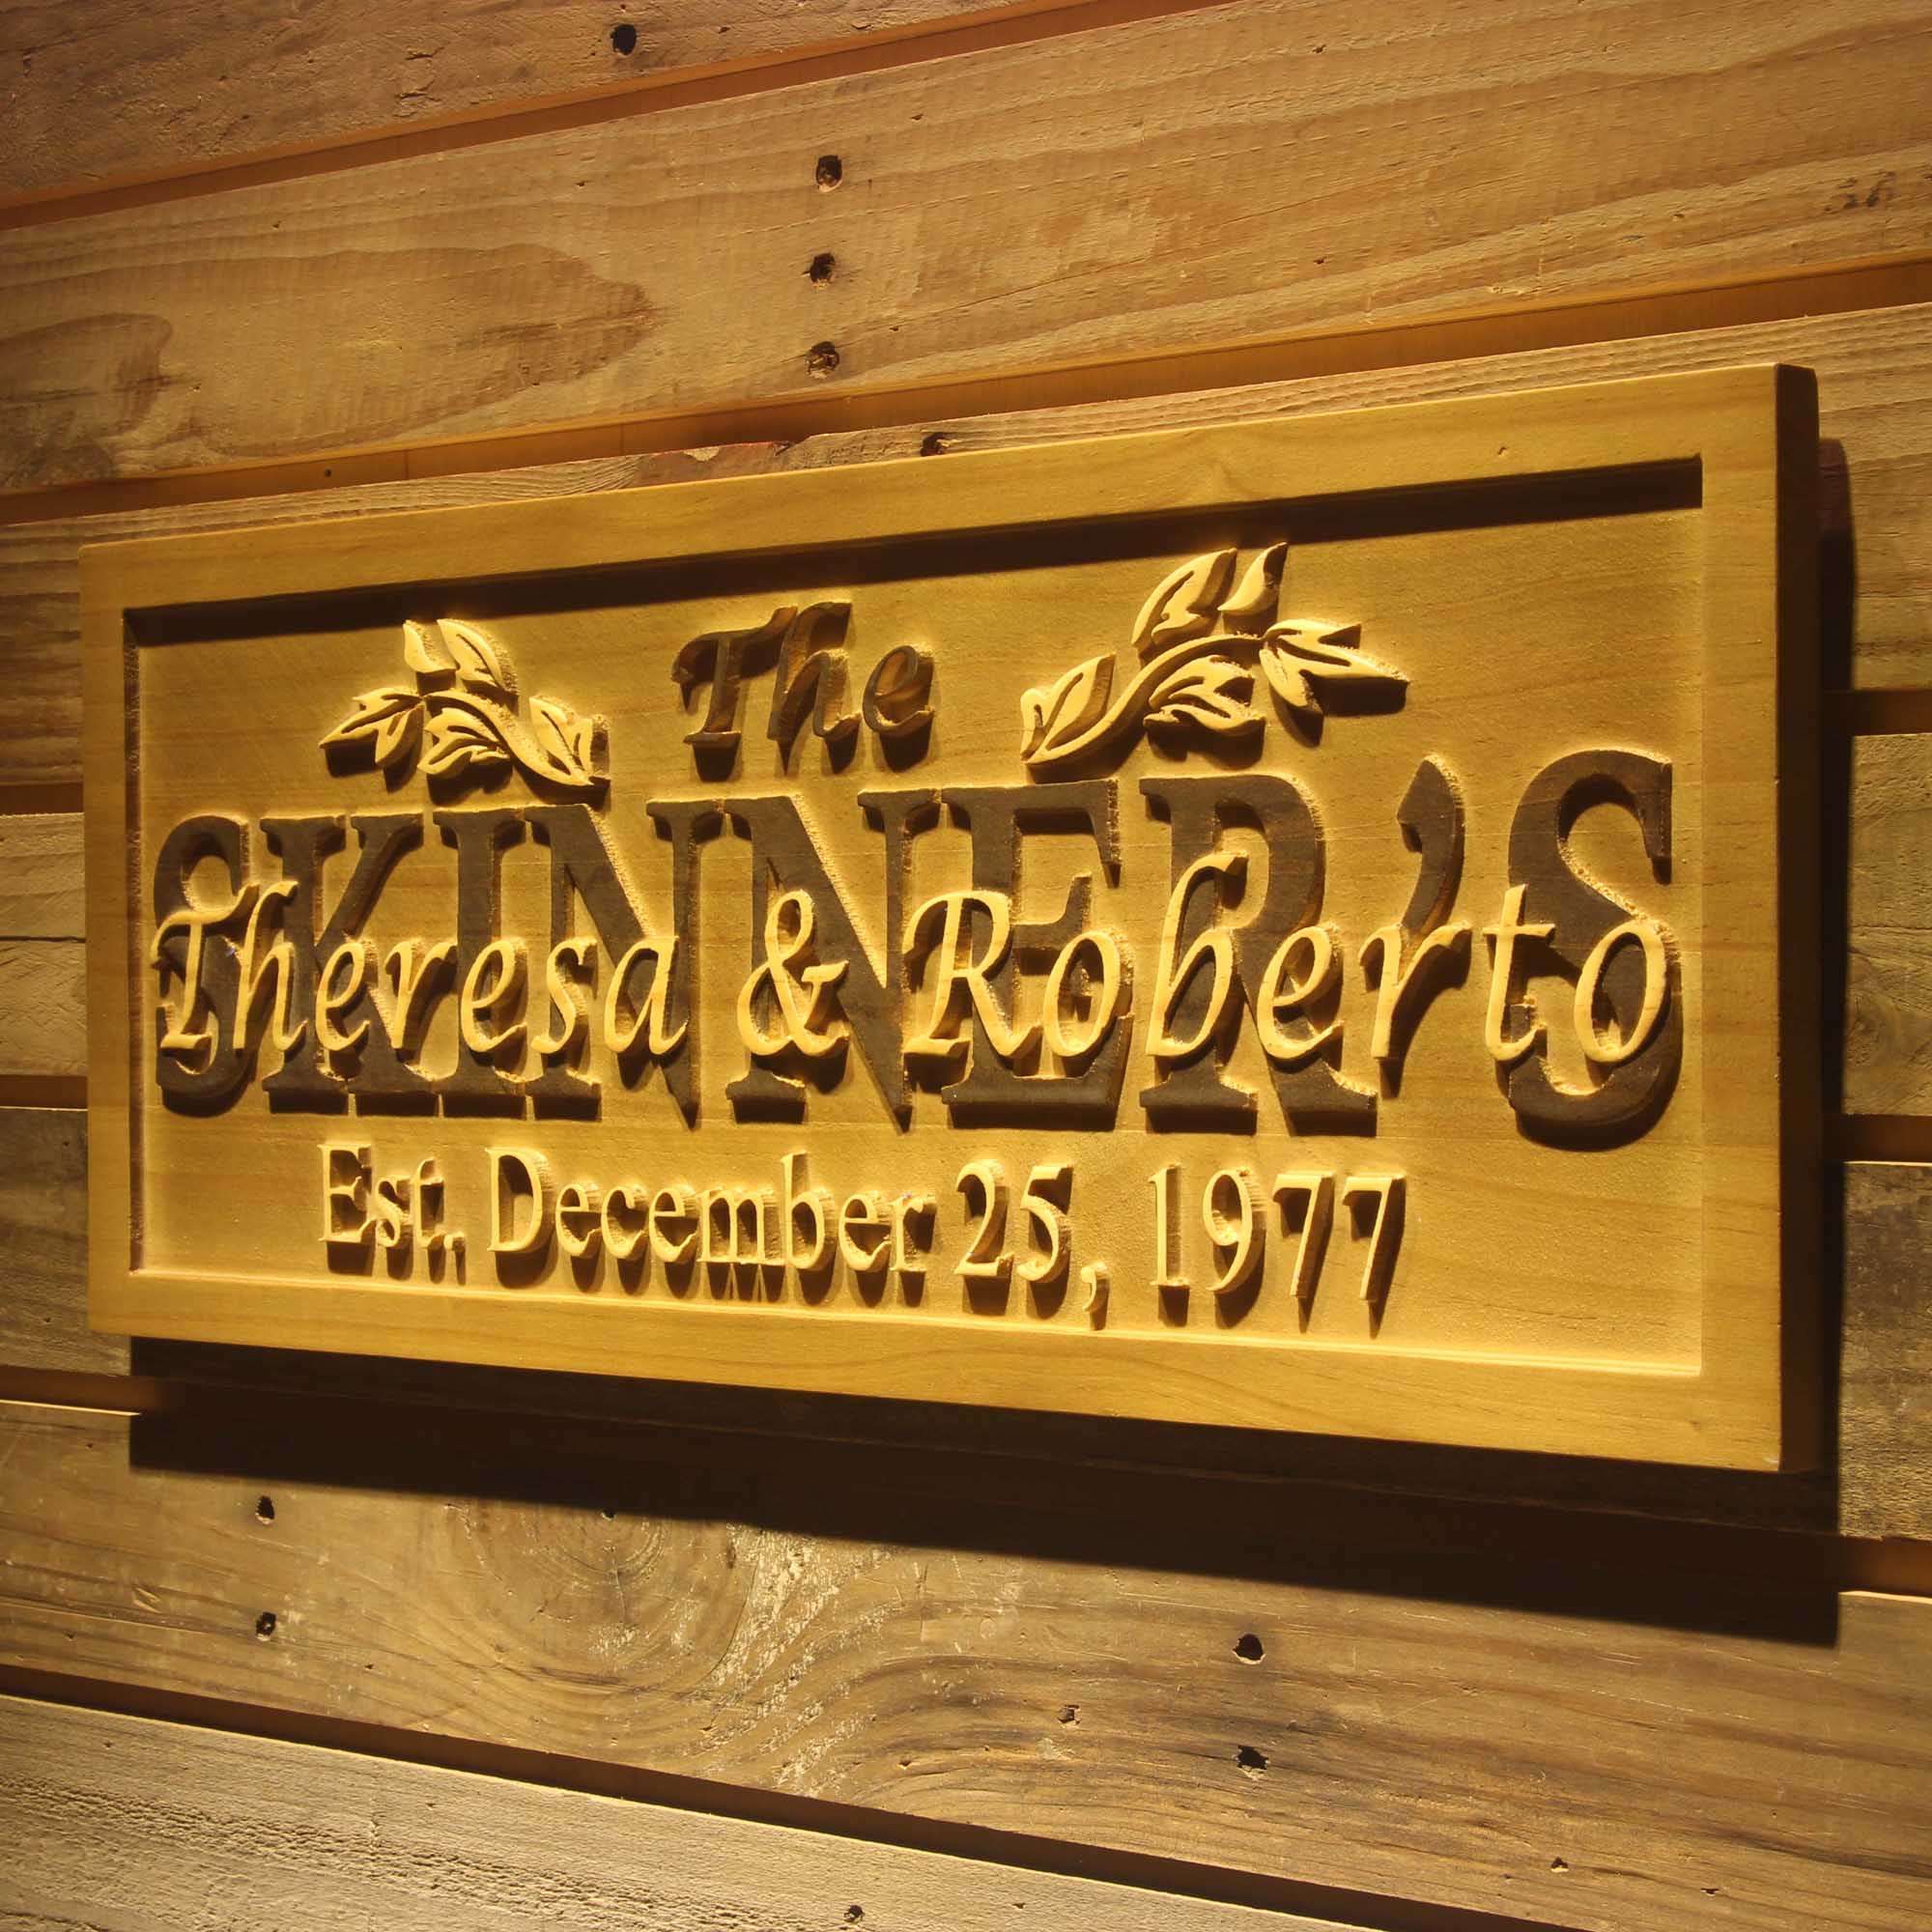 The
SKINNER'S
Theresa & Roberto
Est. December 25, 1977